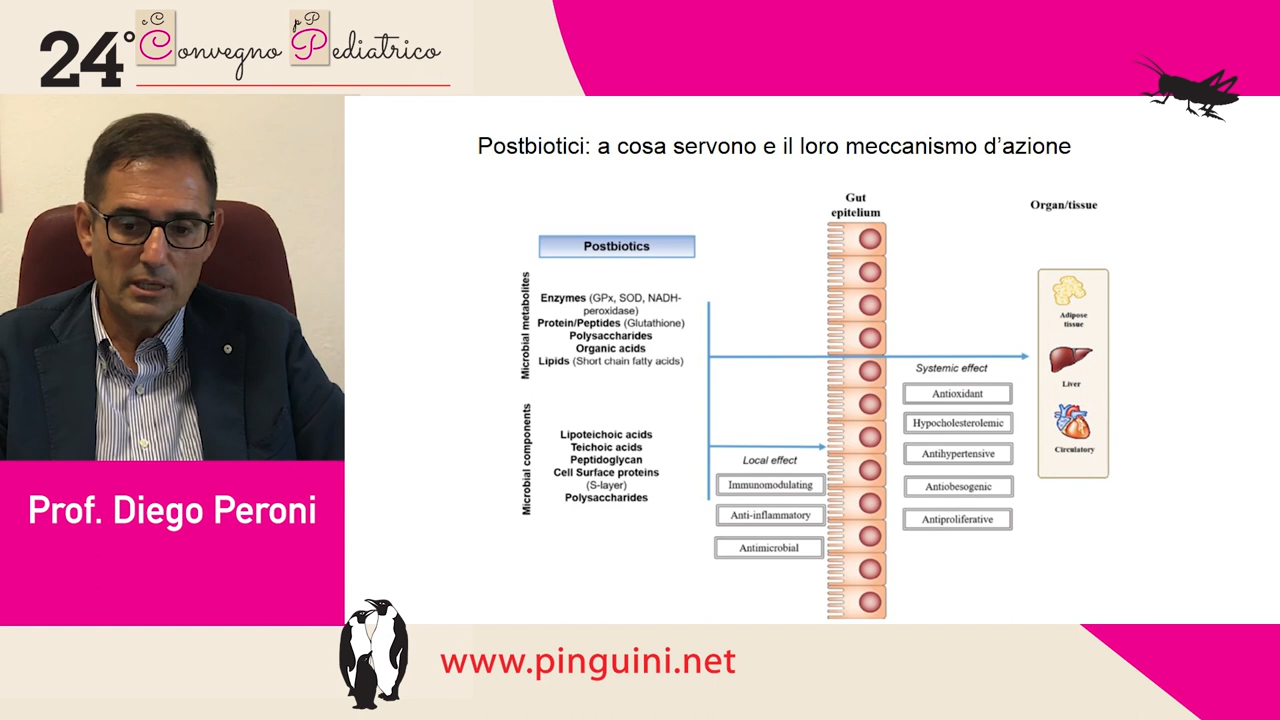 c C p P
24° Convegno Pediatrico
Postbiotici: a cosa servono e il loro meccanismo d'azione
Gut
epitelium
Organ/tissue
Postbiotics
Microbial metabolites
Enzymes (GPx, SOD, NADH-
peroxidase)
Protein/Peptides (Glutathione)
Polysaccharides
Organic acids
Lipids (Short chain fatty acids)
Microbial components
Lipoteichoic acids
Teichoic acids
Peptidoglycan
Cell Surface proteins
(S-layer)
Polysaccharides
Local effect
Immunomodulating
Anti-inflammatory
Antimicrobial
Systemic effect
Antioxidant
Hypocholesterolemic
Antihypertensive
Antiobesogenic
Antiproliferative
Adipose
tissue
Liver
Circulatory
Prof. Diego Peroni
www.pinguini.net